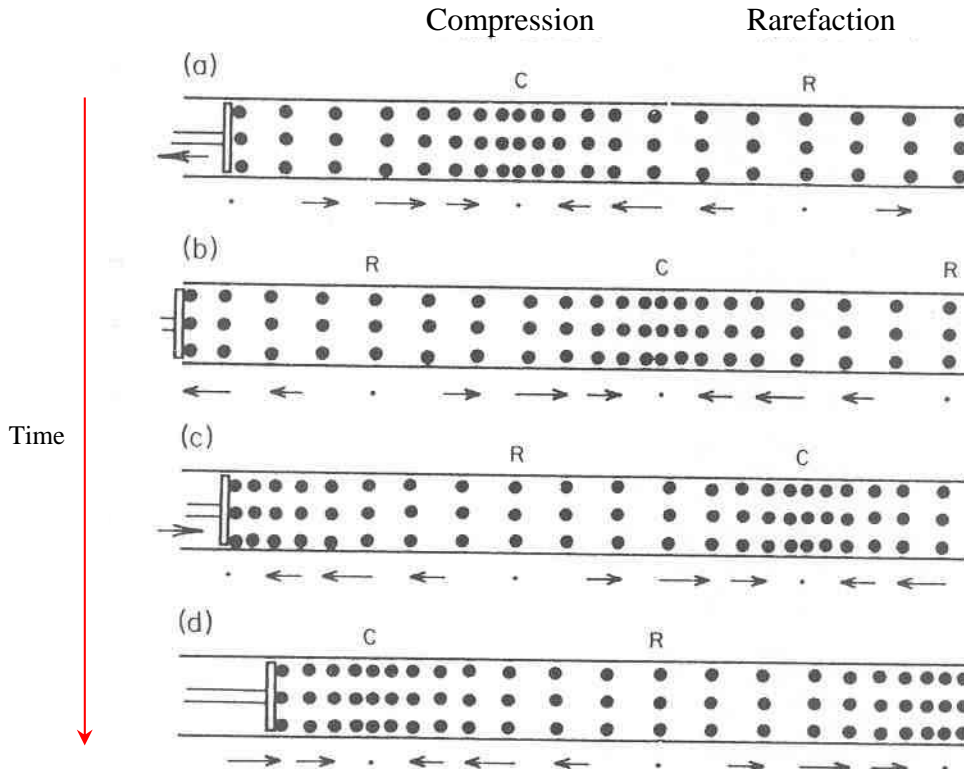 Compression Rarefaction
(a)
C R
(b)
R C R
Time
(c)
R C
(d)
C R